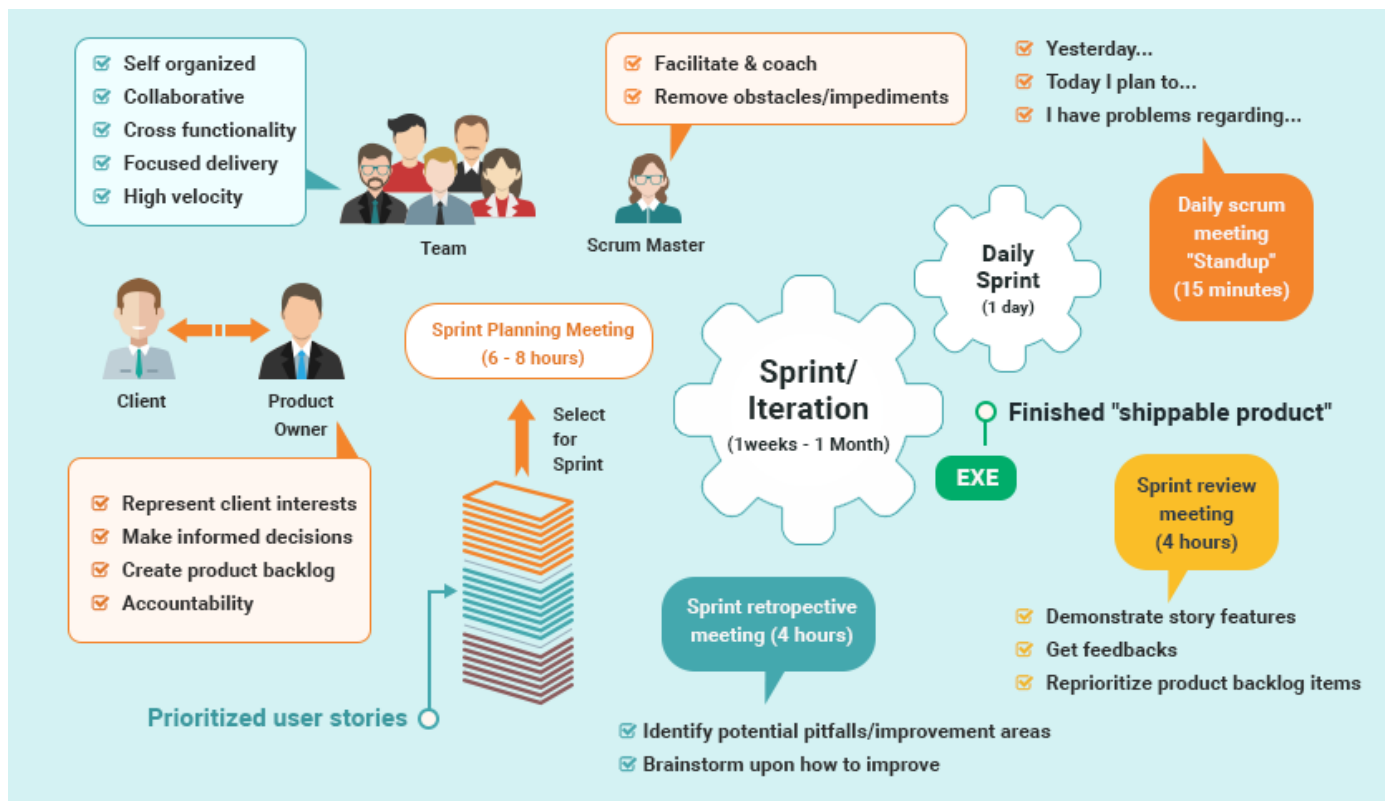 Self organized
Collaborative
Cross functionality
Focused delivery
High velocity
Team
Facilitate & coach
Remove obstacles/impediments
Scrum Master
Yesterday...
Today I plan to...
I have problems regarding...
Daily scrum
meeting
"Standup"
(15 minutes)
Daily
Sprint
(1 day)
Client
Product
Owner
Represent client interests
Make informed decisions
Create product backlog
Accountability
Sprint Planning Meeting
(6 - 8 hours)
Select
for
Sprint
Prioritized user stories
Sprint/
Iteration
(1weeks - 1 Month)
Finished "shippable product"
EXE
Sprint review
meeting
(4 hours)
Demonstrate story features
Get feedbacks
Reprioritize product backlog items
Sprint retropective
meeting (4 hours)
Identify potential pitfalls/improvement areas
Brainstorm upon how to improve